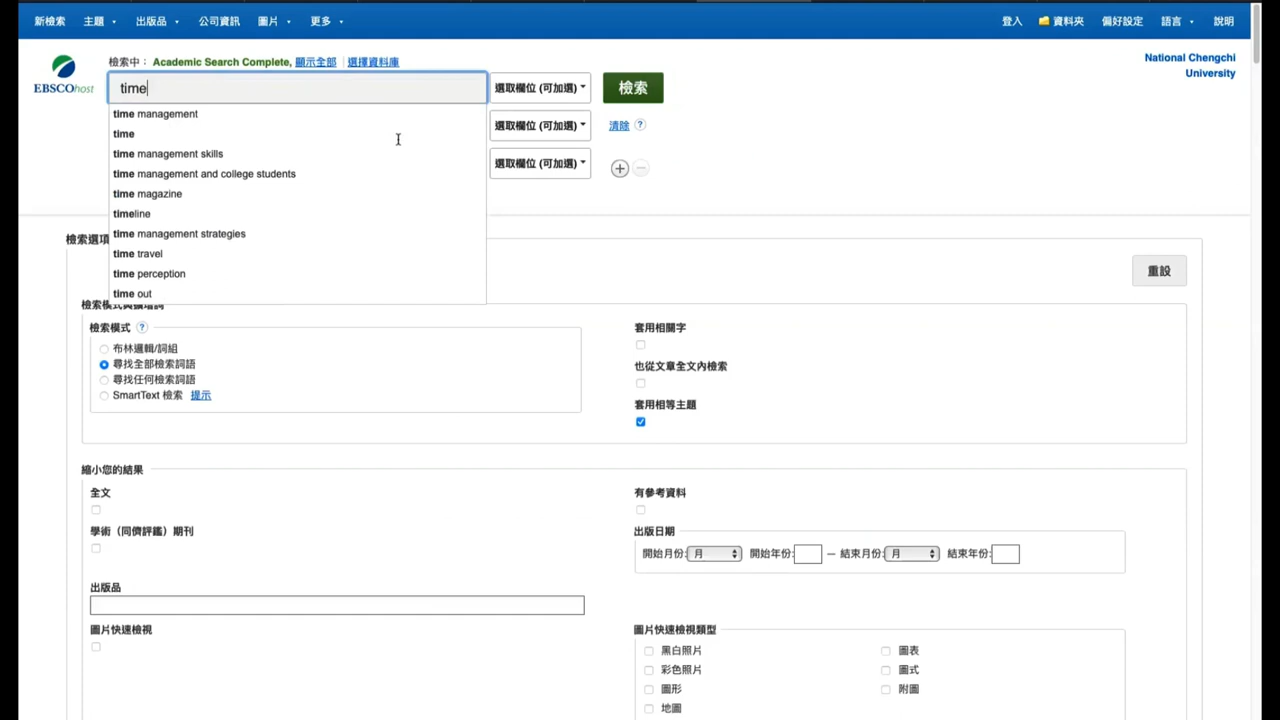 新檢索 主題 出版品 公司資訊 圖片 更多 登入 資料夾 偏好設定 語言 說明
檢索中： Academic Search Complete, 顯示全部 選擇資料庫
National Chengchi
University
EBSCOhost
time 選取欄位 (可加選) 檢索
time management
選取欄位 (可加選) 清除 ?
time
time management skills
選取欄位 (可加選)
time management and college students
time magazine
timeline
time management strategies
檢索選項
time travel
time perception
重設
time out
檢索模式與擴增詞
檢索模式 ?
布林邏輯/詞組
尋找全部檢索詞語
尋找任何檢索詞語
SmartText 檢索 提示
套用相關字
也從文章全文內檢索
套用相等主題
縮小您的結果
全文
有參考資料
學術（同儕評鑑）期刊
出版日期
開始月份: 月 開始年份: — 結束月份: 月 結束年份:
出版品
圖片快速檢視
圖片快速檢視類型
黑白照片 圖表
彩色照片 圖式
圖形 附圖
地圖